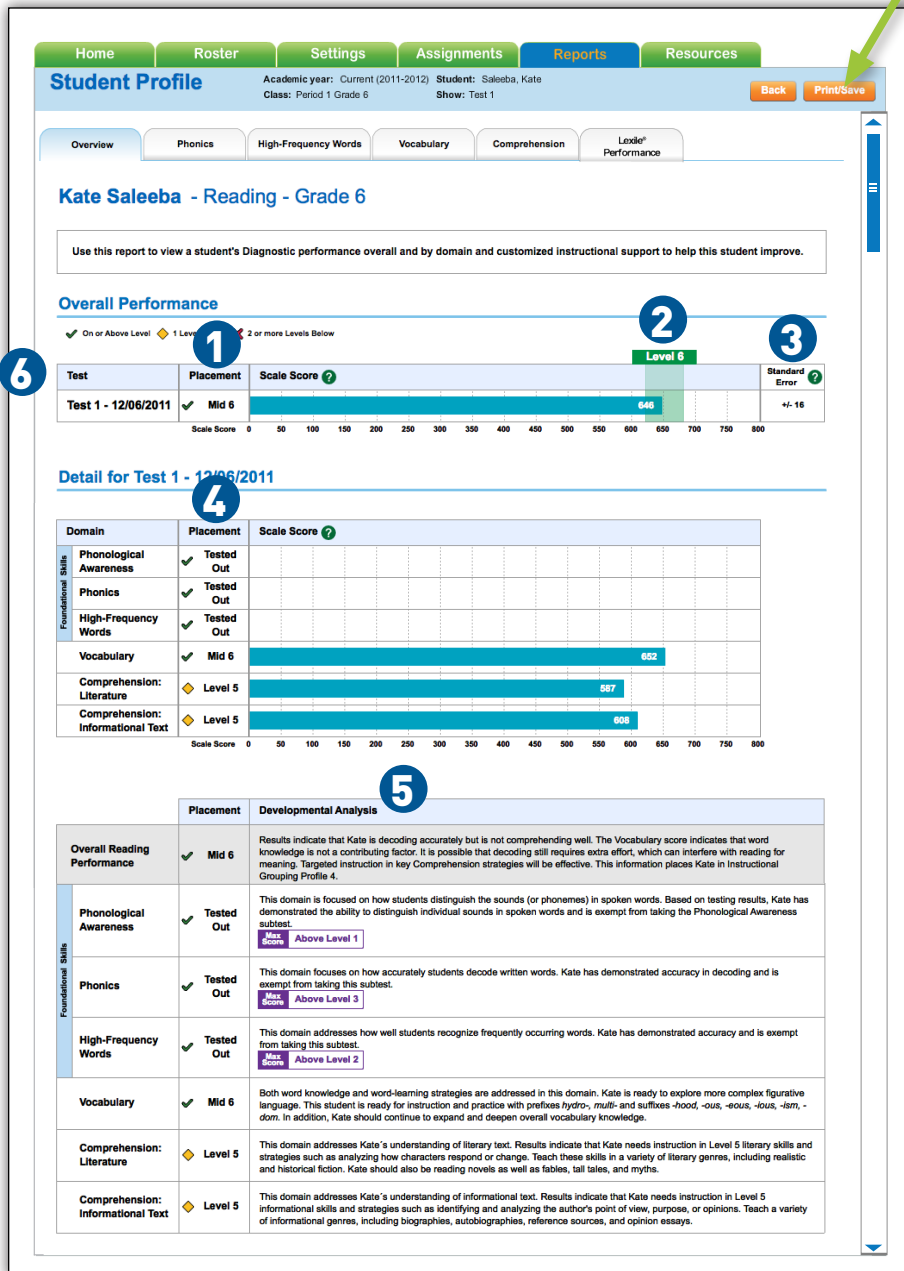 Home Roster Settings Assignments Reports Resources
Student Profile
Academic year: Current (2011-2012) Student: Saleeba, Kate
Class: Period 1 Grade 6 Show: Test 1
Back Print/Save
Overview Phonics High-Frequency Words Vocabulary Comprehension Lexile®
Performance
Kate Saleeba - Reading - Grade 6
Use this report to view a student's Diagnostic performance overall and by domain and customized instructional support to help this student improve.
Overall Performance
On or Above Level 1 Leve 2 or more Levels Below
1
2
3
6
Level 6
Test Placement Scale Score ? Standard
Error ?
Test 1 - 12/06/2011 Mid 6 646 +/- 16
Scale Score 0 50 100 150 200 250 300 350 400 450 500 550 600 650 700 750 800
Detail for Test 1 - 12/06/2011
4
Domain Placement Scale Score ?
Foundational Skills
Phonological
Awareness
Tested
Out
Phonics
Tested
Out
High-Frequency
Words
Tested
Out
Vocabulary Mid 6 652
Comprehension:
Literature
Level 5 587
Comprehension:
Informational Text
Level 5 608
Scale Score 0 50 100 150 200 250 300 350 400 450 500 550 600 650 700 750 800
5
Placement Developmental Analysis
Overall Reading
Performance
Mid 6
Results indicate that Kate is decoding accurately but is not comprehending well. The Vocabulary score indicates that word
knowledge is not a contributing factor. It is possible that decoding still requires extra effort, which can interfere with reading for
meaning. Targeted instruction in key Comprehension strategies will be effective. This information places Kate in Instructional
Grouping Profile 4.
Foundational Skills
Phonological
Awareness
Tested
Out
This domain is focused on how students distinguish the sounds (or phonemes) in spoken words. Based on testing results, Kate has
demonstrated the ability to distinguish individual sounds in spoken words and is exempt from taking the Phonological Awareness
subtest.
Max
Score Above Level 1
Phonics
Tested
Out
This domain focuses on how accurately students decode written words. Kate has demonstrated accuracy in decoding and is
exempt from taking this subtest.
Max
Score Above Level 3
High-Frequency
Words
Tested
Out
This domain addresses how well students recognize frequently occurring words. Kate has demonstrated accuracy and is exempt
from taking this subtest.
Max
Score Above Level 2
Vocabulary Mid 6
Both word knowledge and word-learning strategies are addressed in this domain. Kate is ready to explore more complex figurative
language. This student is ready for instruction and practice with prefixes hydro-, multi- and suffixes -hood, -ous, -eous, -ious, -ism, -
dom. In addition, Kate should continue to expand and deepen overall vocabulary knowledge.
Comprehension:
Literature
Level 5
This domain addresses Kate´s understanding of literary text. Results indicate that Kate needs instruction in Level 5 literary skills and
strategies such as analyzing how characters respond or change. Teach these skills in a variety of literary genres, including realistic
and historical fiction. Kate should also be reading novels as well as fables, tall tales, and myths.
Comprehension:
Informational Text
Level 5
This domain addresses Kate´s understanding of informational text. Results indicate that Kate needs instruction in Level 5
informational skills and strategies such as identifying and analyzing the author's point of view, purpose, or opinions. Teach a variety
of informational genres, including biographies, autobiographies, reference sources, and opinion essays.